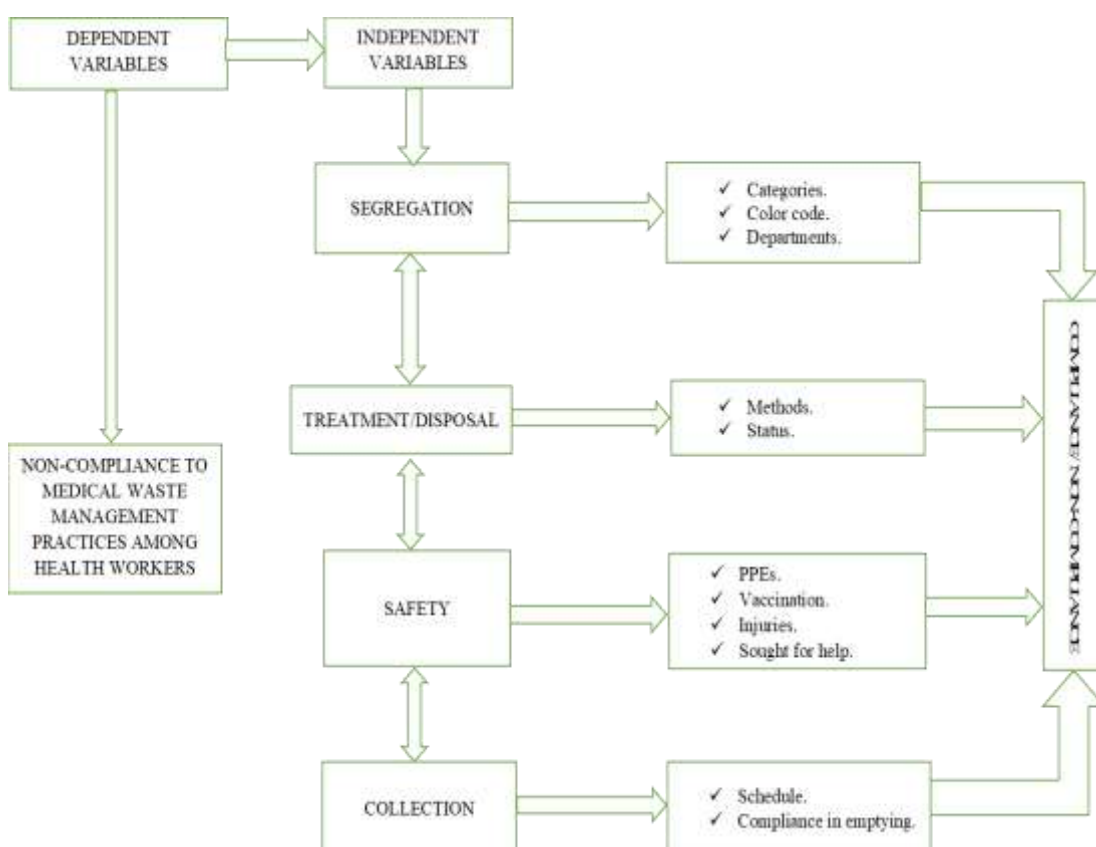 DEPENDENT
VARIABLES
INDEPENDENT
VARIABLES
SEGREGATION
✓ Categories.
✓ Color code.
✓ Departments.
TREATMENT/DISPOSAL
✓ Methods.
✓ Status.
COMPLIANCE/NON-COMPLIANCE
NON-COMPLIANCE TO
MEDICAL WASTE
MANAGEMENT
PRACTICES AMONG
HEALTH WORKERS
SAFETY
✓ PPEs.
✓ Vaccination.
✓ Injuries.
✓ Sought for help.
COLLECTION
✓ Schedule.
✓ Compliance in emptying.